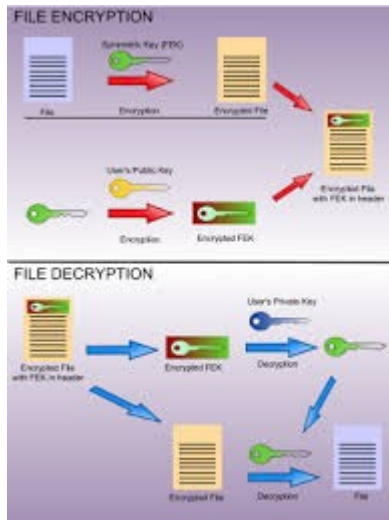 FILE ENCRYPTION
Symmetric Key (FEK)
File
Encryption
Encrypted File
User's Public Key
Encryption
Encrypted FEK
Encrypted File
with FEK in header
FILE DECRYPTION
User's Private Key
Encrypted File
with FEK in header
Encrypted FEK
Decryption
Encrypted File
Decryption
File